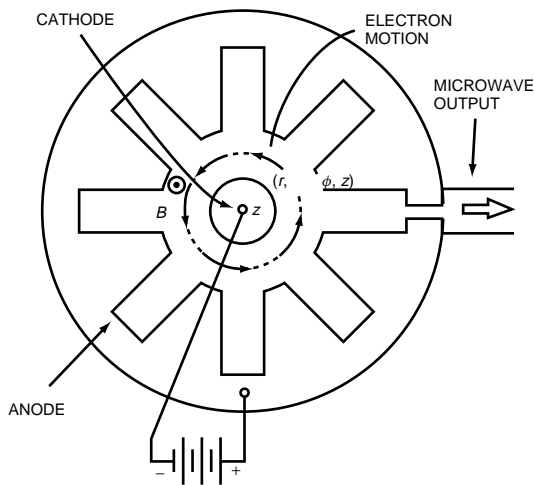 CATHODE
ELECTRON
MOTION
MICROWAVE
OUTPUT
(r, ϕ, z)
B
z
ANODE
– +